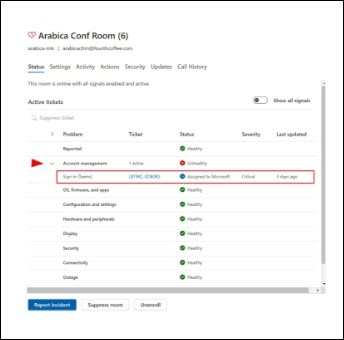 Arabica Conf Room (6)
arabica-mtr | arabicacfrm@fourthcoffee.com
Status Settings Activity Actions Security Updates Call History
This room is online with all signals enabled and active.
Active tickets Show all signals
Suppress ticket
Problem Ticket Status Severity Last updated
Reported Healthy
Account management 1 active Unhealthy
Sign in (Teams) Assigned to Microsoft Critical 3 days ago
OS, firmware, and apps Healthy
Configuration and settings Healthy
Hardware and peripherals Healthy
Display Healthy
Security Healthy
Connectivity Healthy
Outage Healthy
Report incident Suppress room Unenroll